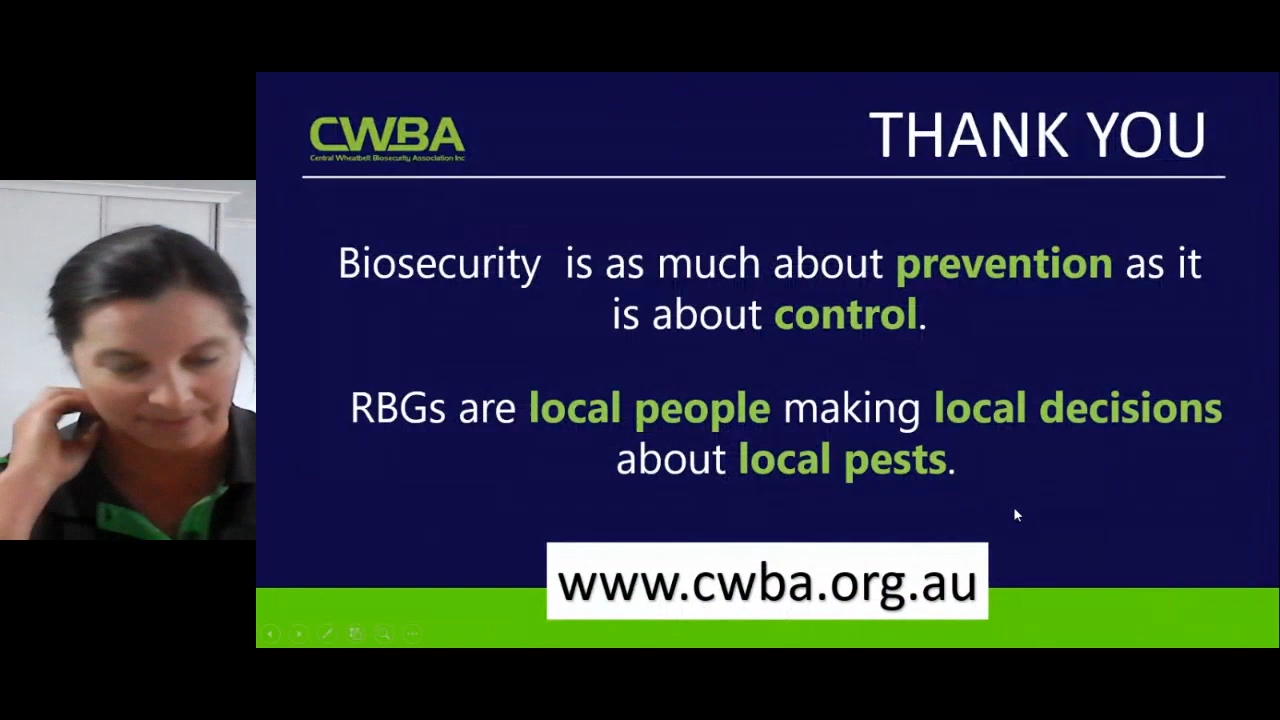 CWBA
Central Wheatbelt Biosecurity Association Inc
THANK YOU
Biosecurity  is as much about prevention as it
is about control.
RBGs are local people making local decisions
about local pests.
www.cwba.org.au